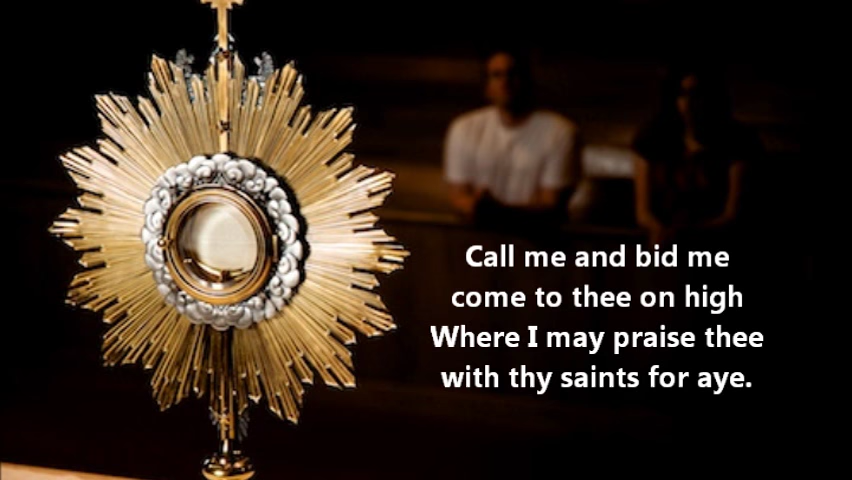 Call me and bid me
come to thee on high
Where I may praise thee
with thy saints for aye.